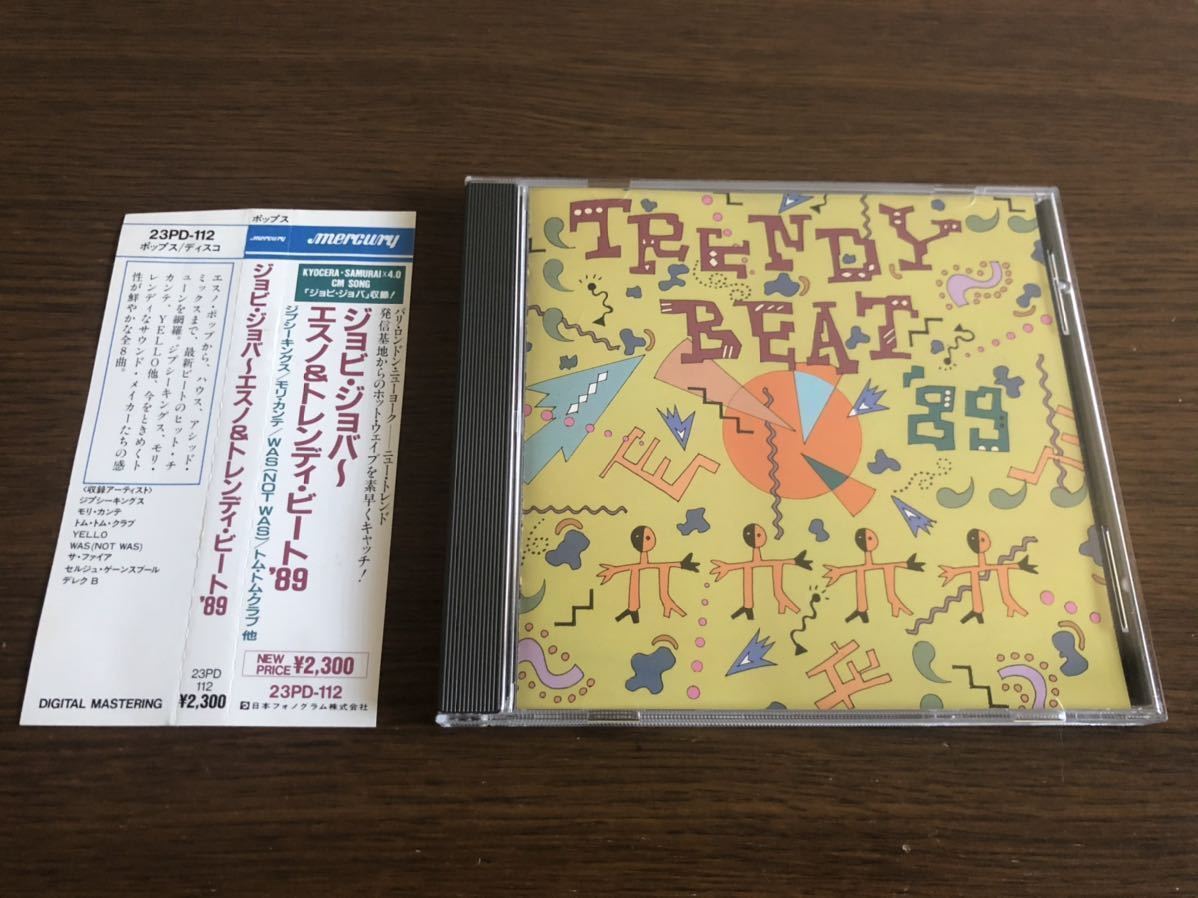 23PD-112
ポップス/ディスコ
エスノ・ポップから、ハウス、アシッド・
ミックスまで、最新ビートのヒット・チ
ューンを網羅。ジプシーキングス、モリ・
カンテ、YELLO他、今をときめくト
レンディなサウンド・メイカーたちの感
性が鮮やかな全8曲。
〈収録アーティスト〉
ジプシーキングス
モリ・カンテ
トム・トム・クラブ
YELLO
WAS(NOT WAS)
サ・ファイア
セルジュ・ゲーンスブール
デレクB
DIGITAL MASTERING
mercury
ジョビ・ジョバ〜エスノ&トレンディ・ビート'89
23PD
112
¥2,300
ポップス
mercury
KYOCERA・SAMURAI×4.0
CM SONG
「ジョビ・ジョバ」収録!
パリ・ロンドン・ニューヨーク──ニュー・トレンド
発信基地からのホット・ウェイブを素早くキャッチ!
ジョビ・ジョバ〜
エスノ&トレンディ・ビート'89
ジプシーキングス/モリ・カンテ/WAS(NOT WAS)/トム・トム・クラブ 他
NEW
PRICE ¥2,300
23PD-112
日本フォノグラム株式会社
TRENDY
BEAT
'89